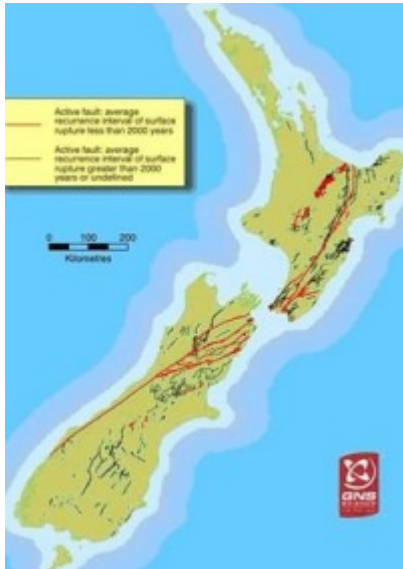 Active fault: average
recurrence interval of surface
rupture less than 2000 years
Active fault: average
recurrence interval of surface
rupture greater than 2000
years or undefined
0 100 200
Kilometres
GNS
SCIENCE